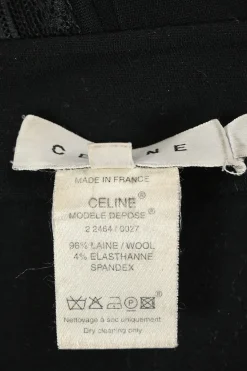 CELINE
MADE IN FRANCE
CELINE®
MODELE DEPOSE®
2 2464 / 0027
96% LAINE / WOOL
4% ELASTHANNE
SPANDEX
Nettoyage à sec uniquement
Dry cleaning only